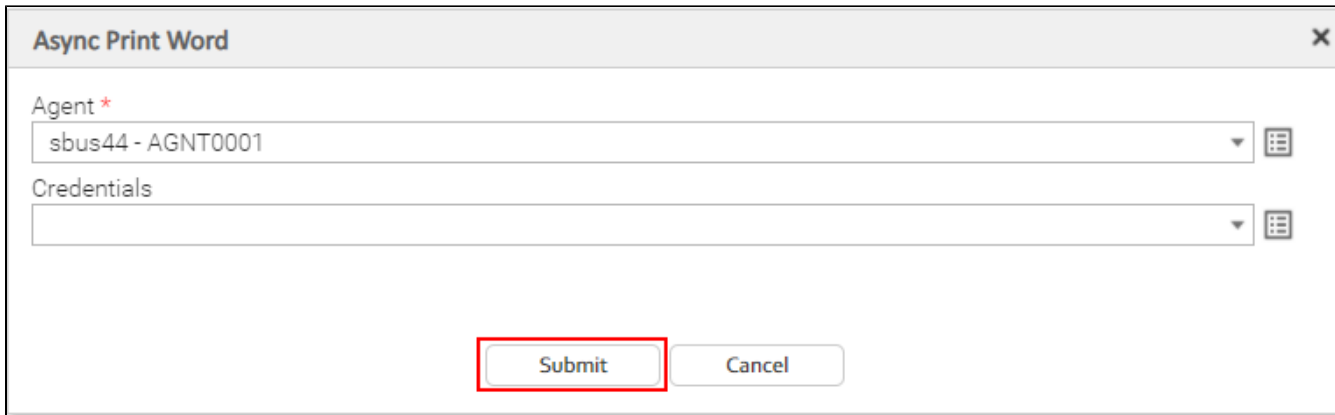 Async Print Word
Agent *
sbus44 - AGNT0001
Credentials
Submit Cancel